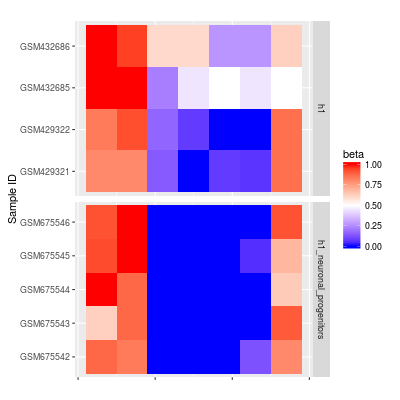 GSM432686
GSM432685
GSM429322
GSM429321
h1
GSM675546
GSM675545
GSM675544
GSM675543
GSM675542
h1_neuronal_progenitors
Sample ID
beta
1.00
0.75
0.50
0.25
0.00